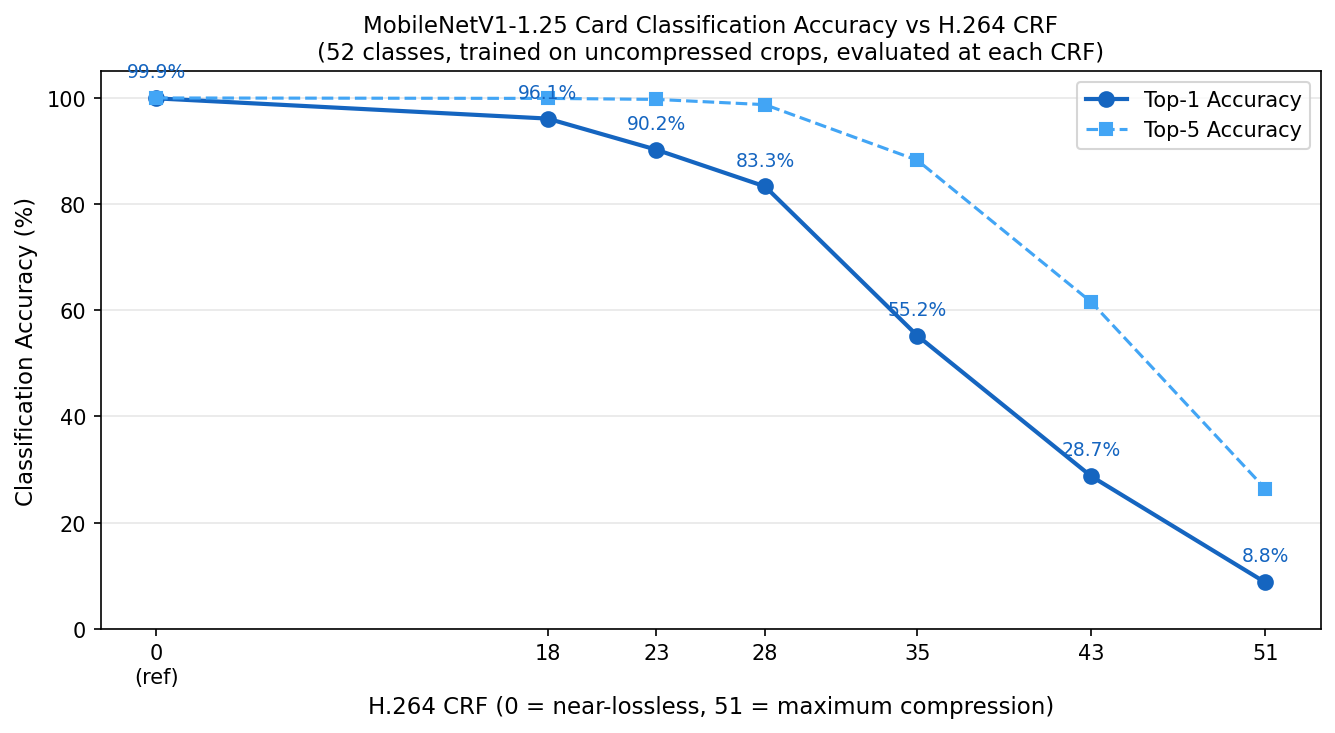 MobileNetV1-1.25 Card Classification Accuracy vs H.264 CRF
(52 classes, trained on uncompressed crops, evaluated at each CRF)
99.9%
96.1%
90.2%
83.3%
55.2%
28.7%
8.8%
Top-1 Accuracy
Top-5 Accuracy
Classification Accuracy (%)
100
80
60
40
20
0
0
(ref)
18
23
28
35
43
51
H.264 CRF (0 = near-lossless, 51 = maximum compression)